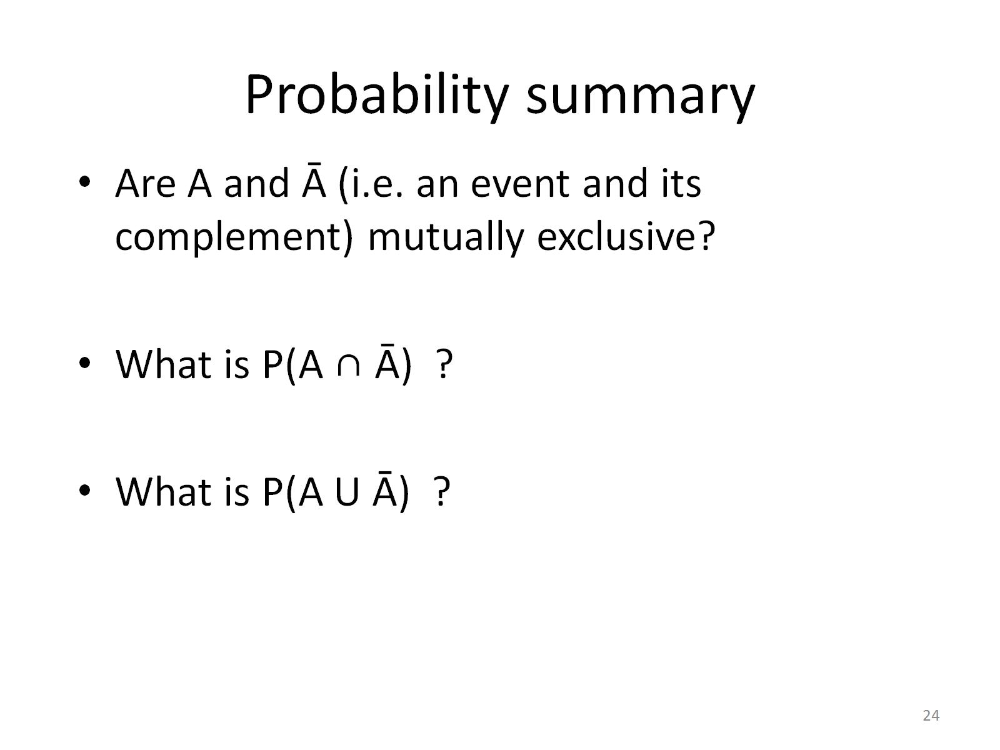 Probability summary
• Are A and Ā (i.e. an event and its
complement) mutually exclusive?
• What is P(A ∩ Ā) ?
• What is P(A U Ā) ?
24